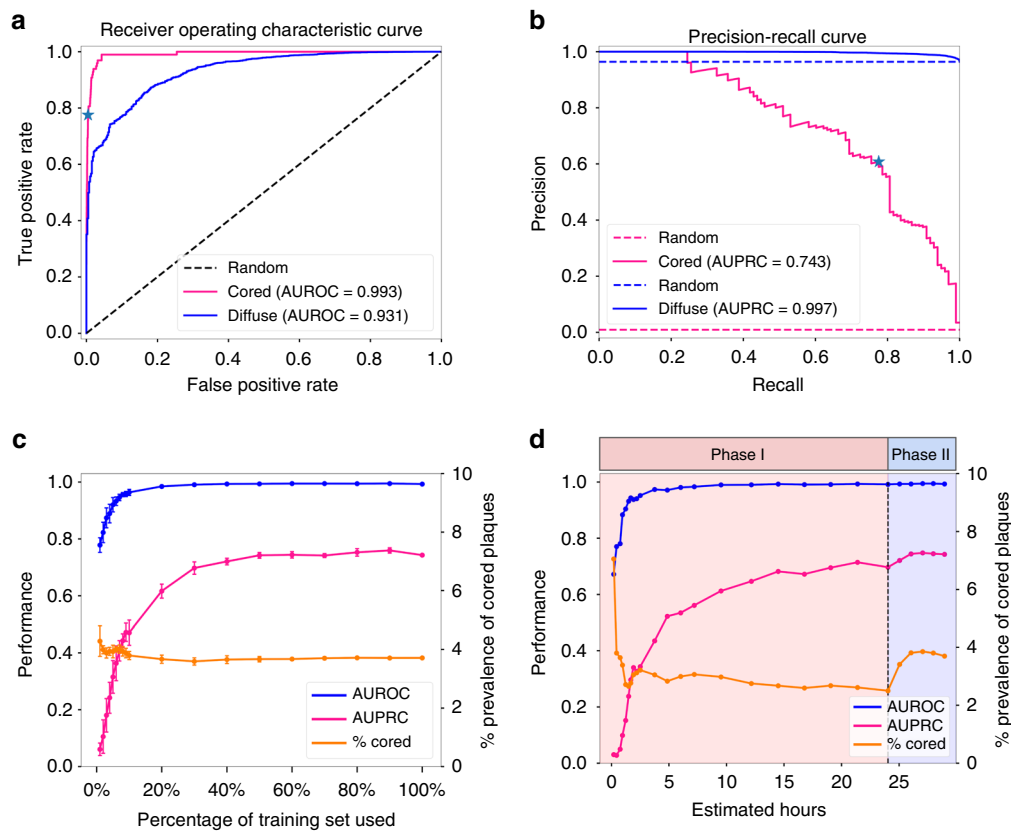 a
Receiver operating characteristic curve
1.0
0.8
0.6
0.4
0.2
0.0
True positive rate
Random
Cored (AUROC = 0.993)
Diffuse (AUROC = 0.931)
0.0 0.2 0.4 0.6 0.8 1.0
False positive rate
b
Precision-recall curve
1.0
0.8
0.6
0.4
0.2
0.0
Precision
Random
Cored (AUPRC = 0.743)
Random
Diffuse (AUPRC = 0.997)
0.0 0.2 0.4 0.6 0.8 1.0
Recall
c
1.0
0.8
0.6
0.4
0.2
0.0
Performance
10
8
6
4
2
0
% prevalence of cored plaques
AUROC
AUPRC
% cored
0% 20% 40% 60% 80% 100%
Percentage of training set used
d
Phase I
Phase II
1.0
0.8
0.6
0.4
0.2
0.0
Performance
10
8
6
4
2
0
% prevalence of cored plaques
AUROC
AUPRC
% cored
0 5 10 15 20 25
Estimated hours